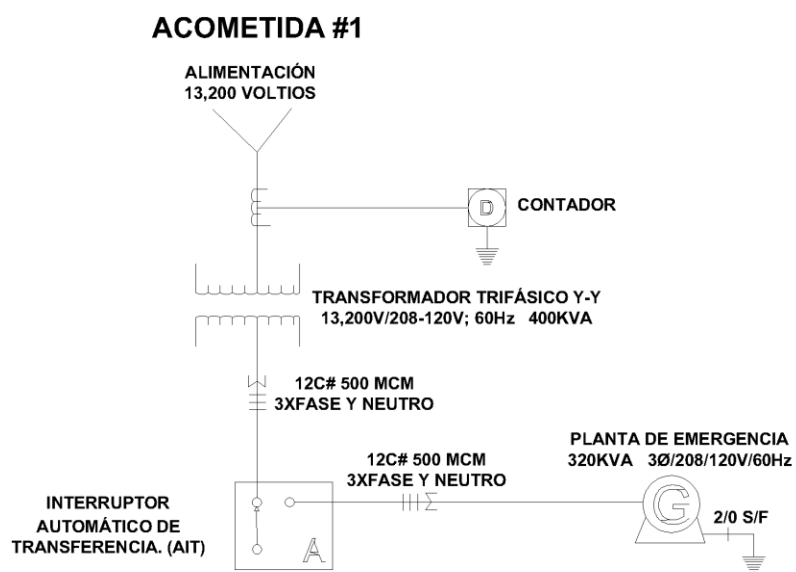 ACOMETIDA #1
ALIMENTACIÓN
13,200 VOLTIOS
D
CONTADOR
TRANSFORMADOR TRIFÁSICO Y-Y
13,200V/208-120V; 60Hz 400KVA
12C# 500 MCM
3XFASE Y NEUTRO
PLANTA DE EMERGENCIA
320KVA 3Ø/208/120V/60Hz
12C# 500 MCM
3XFASE Y NEUTRO
G
2/0 S/F
INTERRUPTOR
AUTOMÁTICO DE
TRANSFERENCIA. (AIT)
A